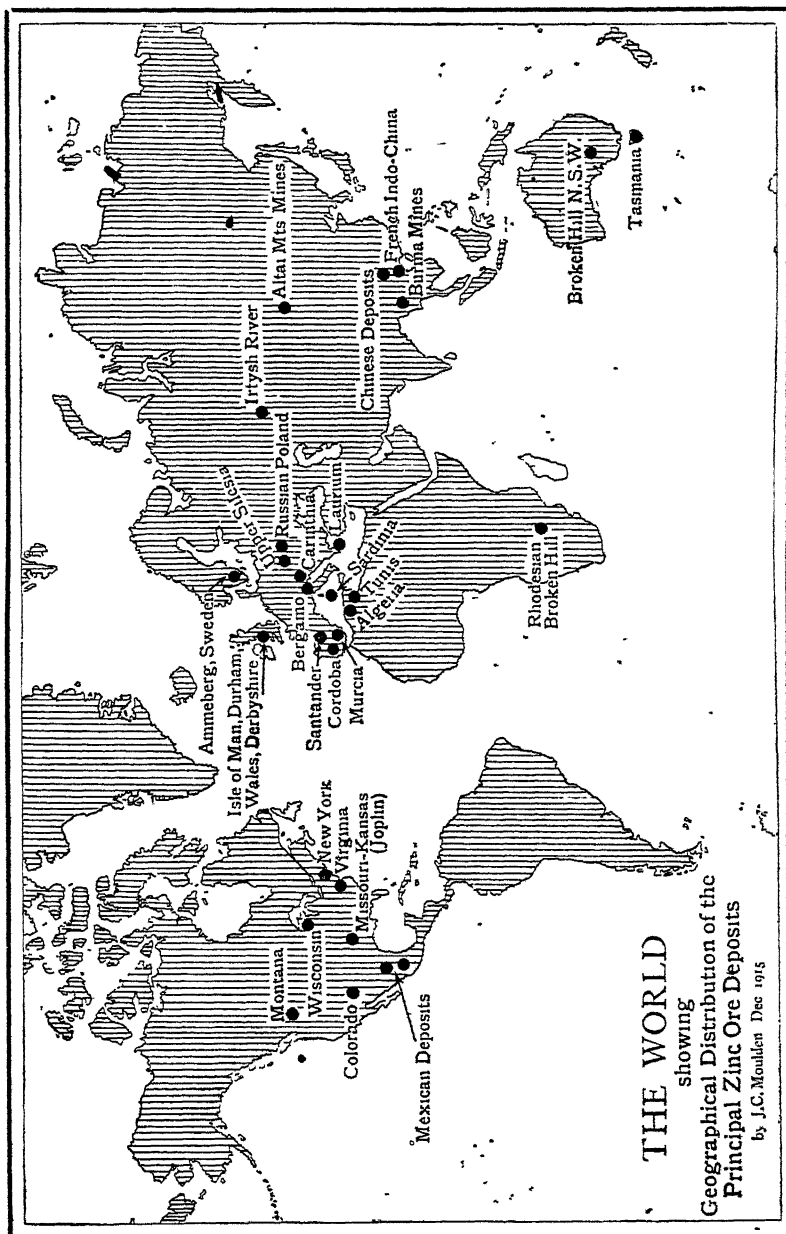 THE WORLD
showing
Geographical Distribution of the
Principal Zinc Ore Deposits
by J.C. Moulden Dec 1915
Montana
Wisconsin
Colorado
Missouri-Kansas
(Joplin)
New York
Virginia
Mexican Deposits
Ammeberg, Sweden
Isle of Man, Durham,
Wales, Derbyshire
Upper Silesia
Russian Poland
Carinthia
Bergamo
Laurium
Santander
Cordoba
Murcia
Sardinia
Tunis
Algeria
Irtysh River
Altai Mts Mines
Chinese Deposits
French Indo-China
Burma Mines
Rhodesian
Broken Hill
Broken Hill N.S.W.
Tasmania